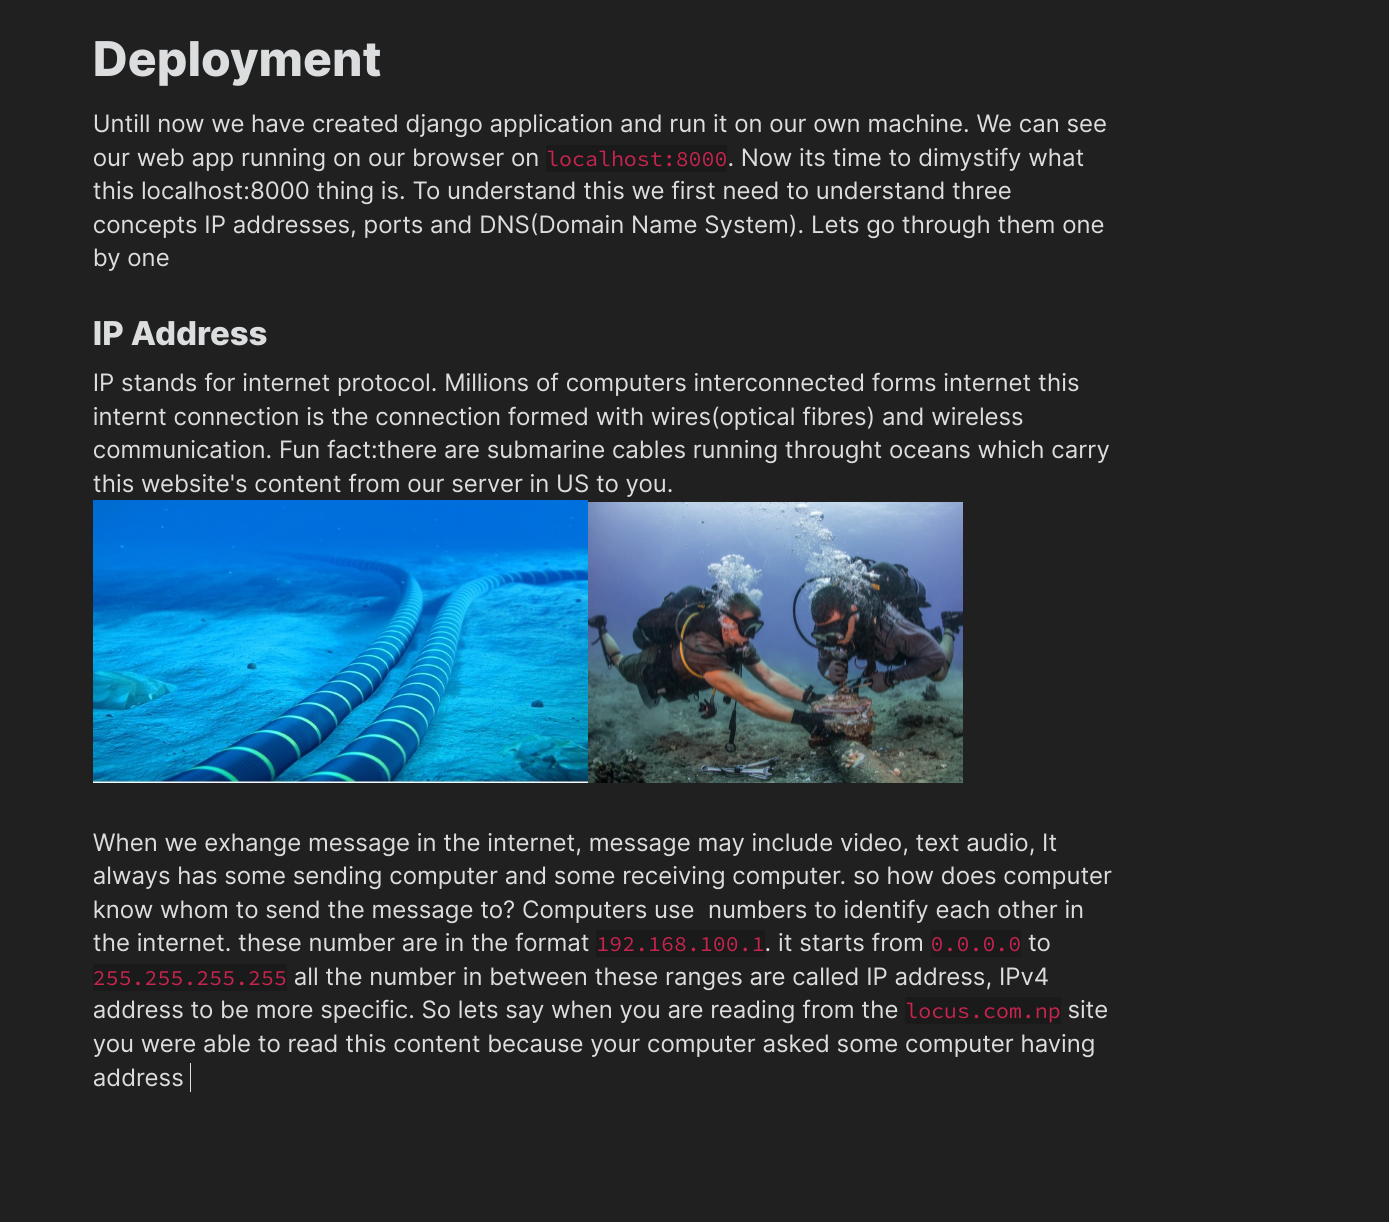 Deployment
Untill now we have created django application and run it on our own machine. We can see
our web app running on our browser on localhost:8000. Now its time to dimystify what
this localhost:8000 thing is. To understand this we first need to understand three
concepts IP addresses, ports and DNS(Domain Name System). Lets go through them one
by one
IP Address
IP stands for internet protocol. Millions of computers interconnected forms internet this
internt connection is the connection formed with wires(optical fibres) and wireless
communication. Fun fact:there are submarine cables running throught oceans which carry
this website's content from our server in US to you.
When we exhange message in the internet, message may include video, text audio, It
always has some sending computer and some receiving computer. so how does computer
know whom to send the message to? Computers use  numbers to identify each other in
the internet. these number are in the format 192.168.100.1. it starts from 0.0.0.0 to
255.255.255.255 all the number in between these ranges are called IP address, IPv4
address to be more specific. So lets say when you are reading from the locus.com.np site
you were able to read this content because your computer asked some computer having
address